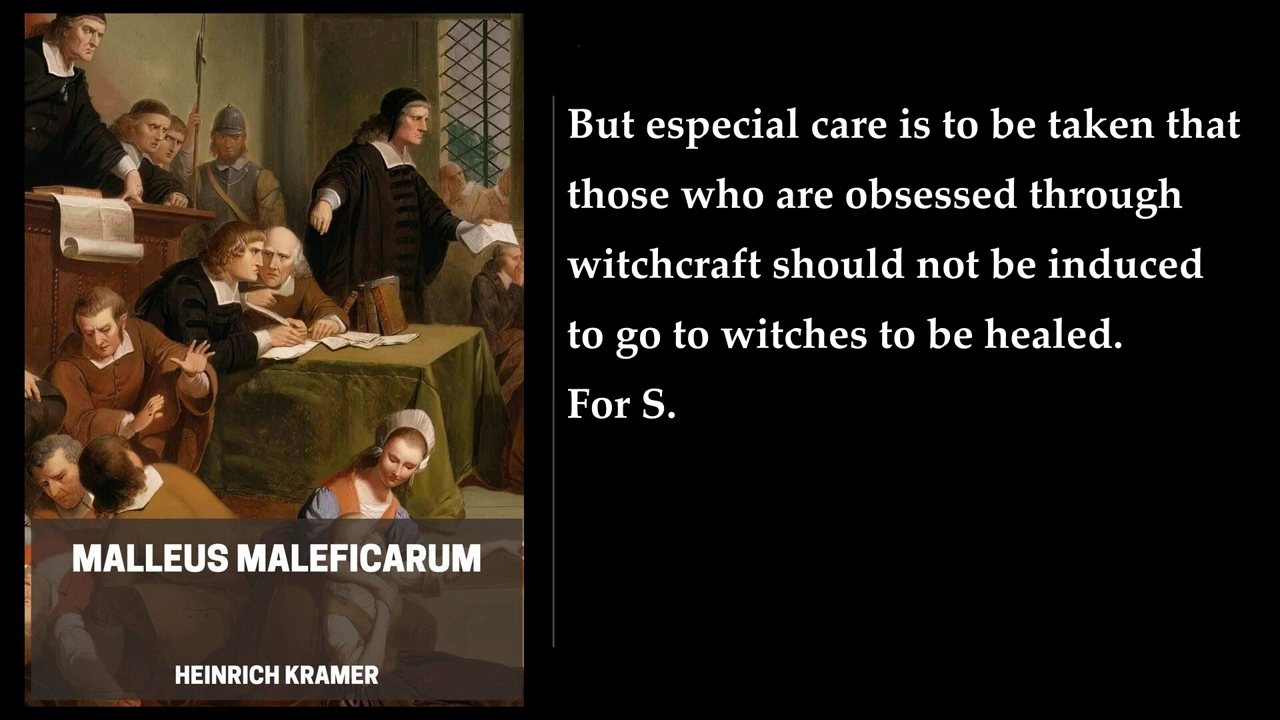 But especial care is to be taken that
those who are obsessed through
witchcraft should not be induced
to go to witches to be healed.
For S.
MALLEUS MALEFICARUM
HEINRICH KRAMER